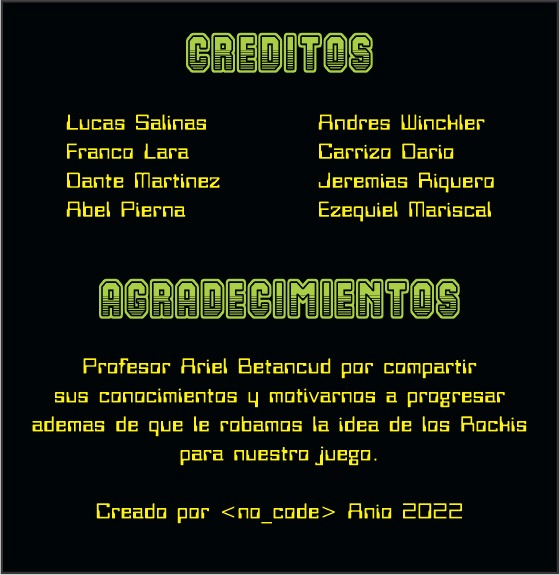 CREDITOS
Lucas Salinas
Franco Lara
Dante Martinez
Abel Pierna
Andres Winckler
Carrizo Dario
Jeremias Riquero
Ezequiel Mariscal
AGRADECIMIENTOS
Profesor Ariel Betancud por compartir
sus conocimientos y motivarnos a progresar
ademas de que le robamos la idea de los Rockis
para nuestro juego.
Creado por <no_code> Anio 2022